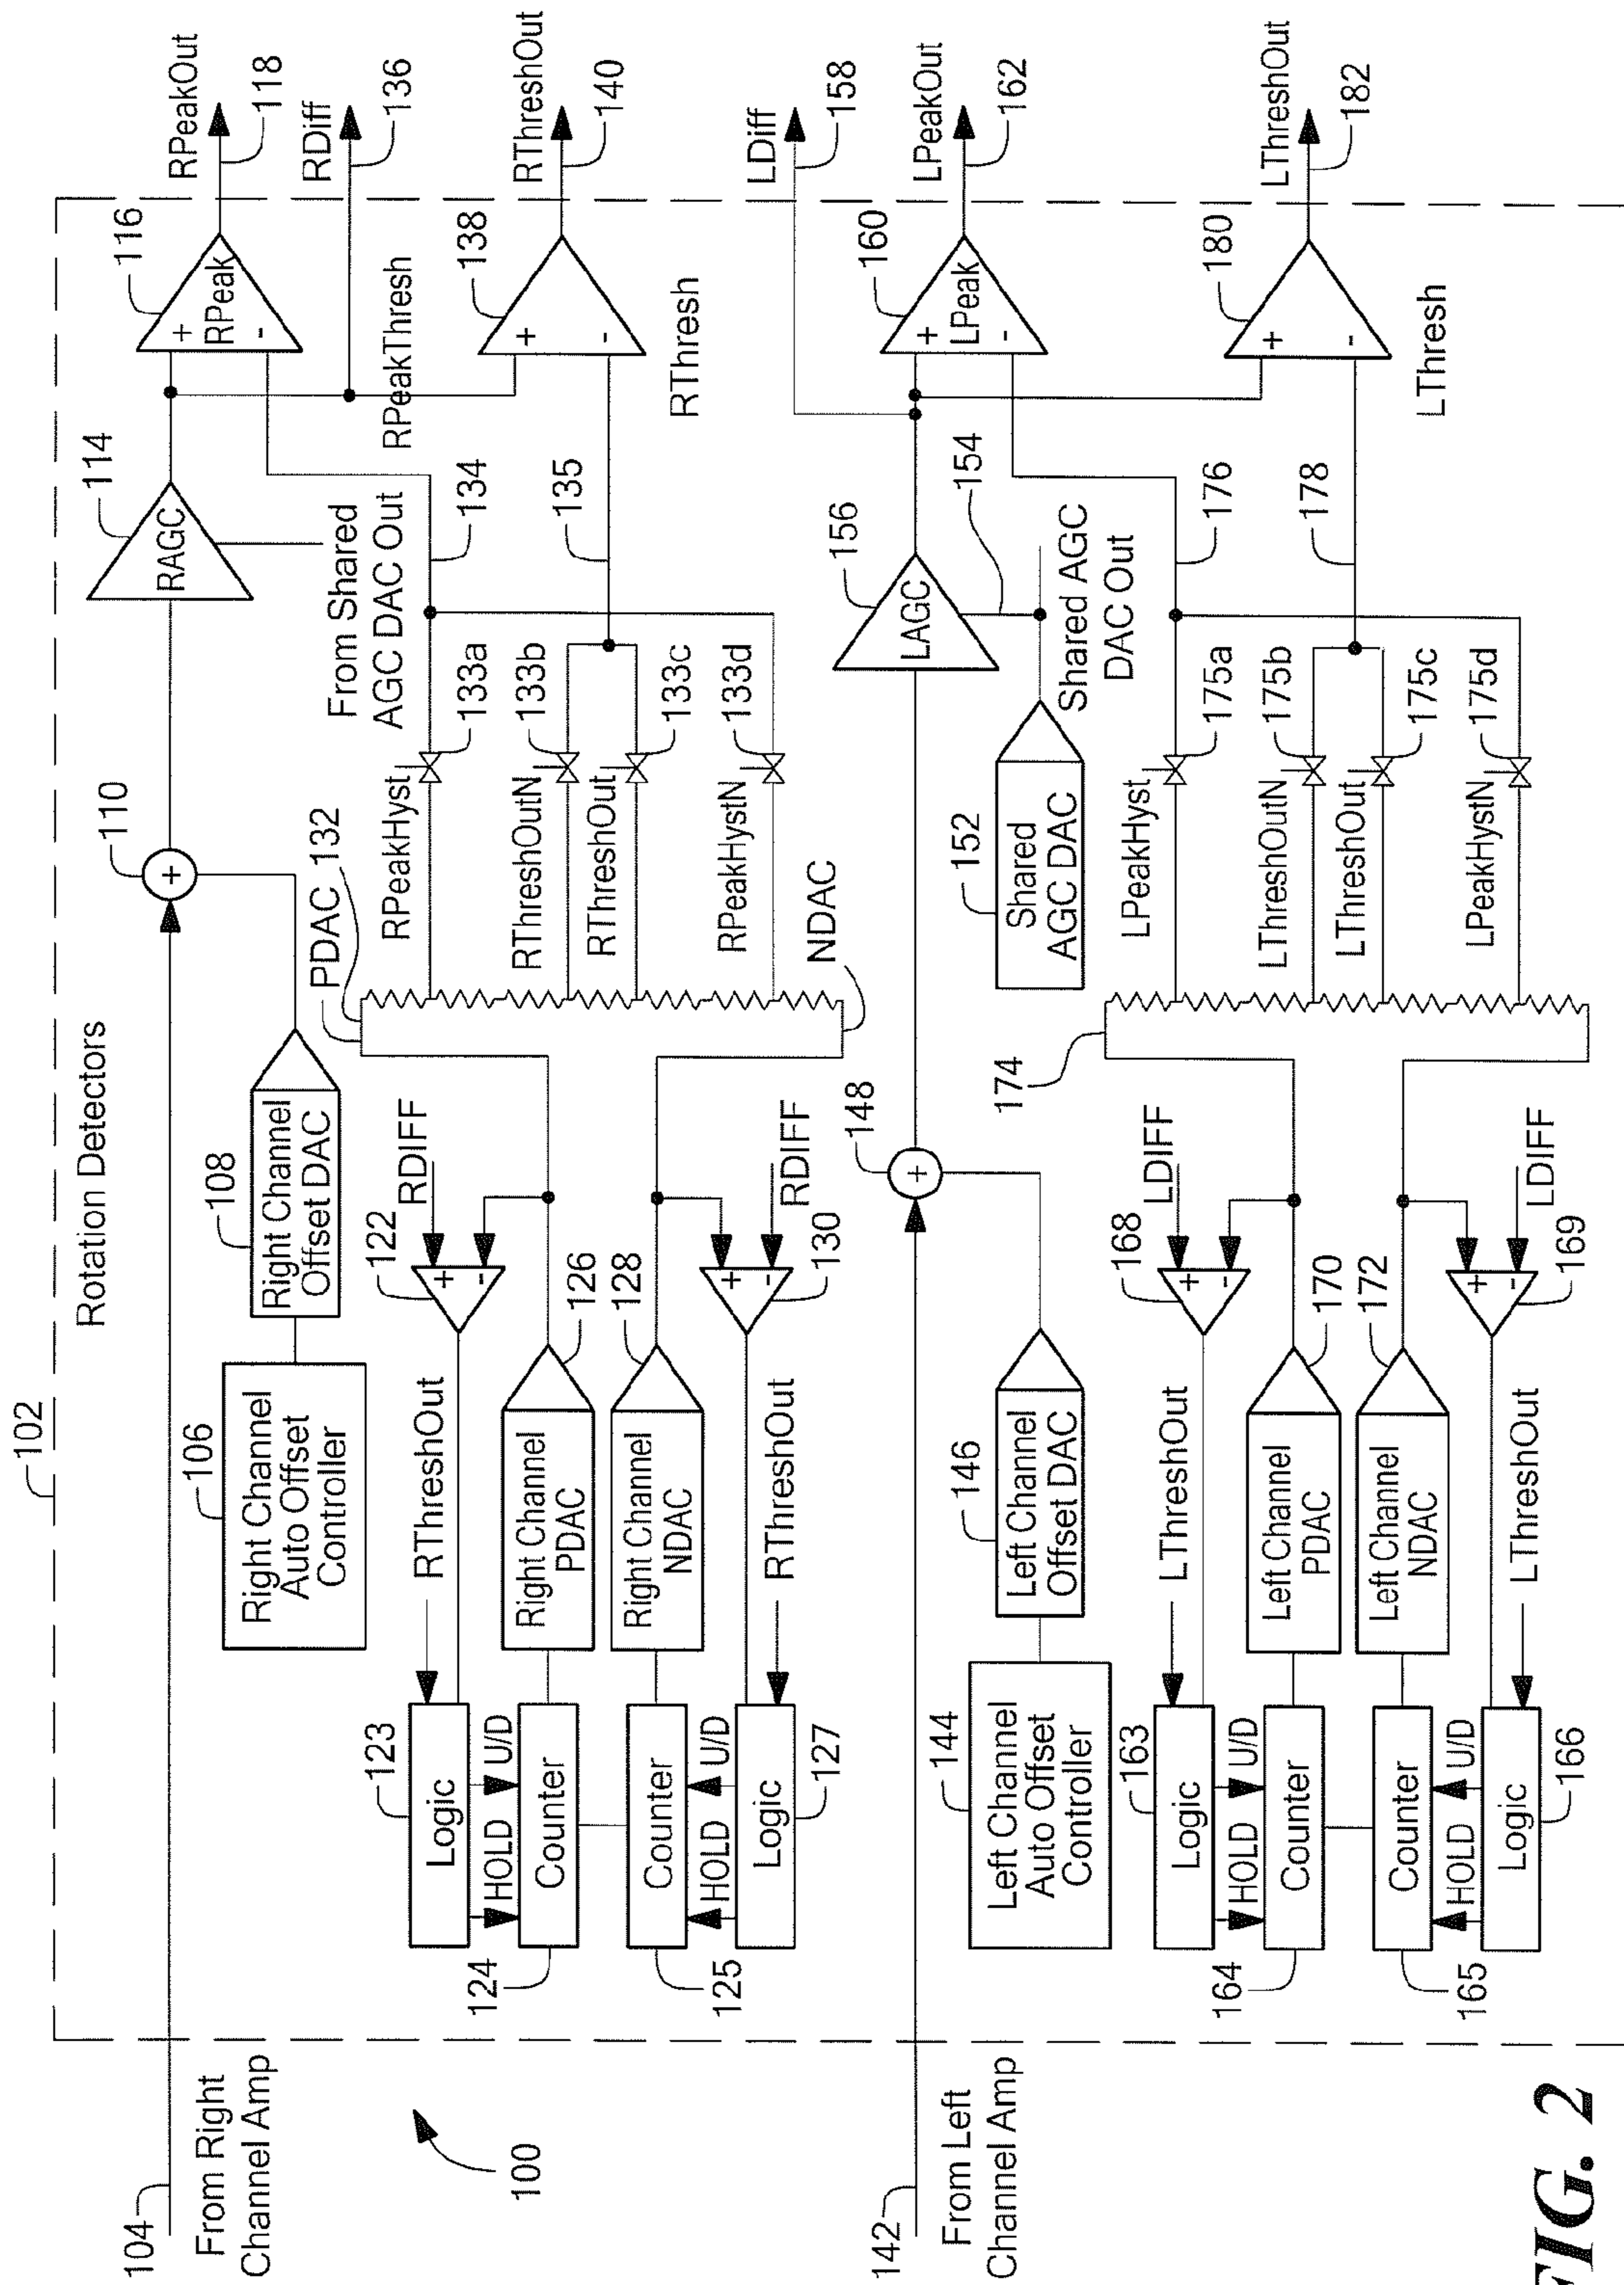 102
Rotation Detectors
104
From Right
Channel Amp
100
106
Right Channel
Auto Offset
Controller
108
Right Channel
Offset DAC
110
+
114
RAGC
From Shared
AGC DAC Out
116
+
RPeak
-
RPeakOut
118
RDiff
136
RPeakThresh
138
+
-
RThreshOut
140
RThresh
123
Logic
RThreshOut
122
+
-
RDIFF
HOLD
U/D
124
Counter
Right Channel
PDAC
126
125
Counter
Right Channel
NDAC
128
HOLD
U/D
127
Logic
RThreshOut
130
+
-
RDIFF
PDAC
132
NDAC
RPeakHyst
133a
134
RThreshOutN
133b
135
RThreshOut
133c
RPeakHystN
133d
142
From Left
Channel Amp
144
Left Channel
Auto Offset
Controller
146
Left Channel
Offset DAC
148
+
152
Shared
AGC DAC
Shared AGC
DAC Out
154
156
LAGC
LDiff
158
160
+
LPeak
-
LPeakOut
162
180
+
-
LThreshOut
182
LThresh
163
Logic
LThreshOut
168
+
-
LDIFF
HOLD
U/D
164
Counter
Left Channel
PDAC
170
165
Counter
Left Channel
NDAC
172
HOLD
U/D
166
Logic
LThreshOut
169
+
-
LDIFF
174
LPeakHyst
175a
176
LThreshOutN
175b
178
LThreshOut
175c
LPeakHystN
175d
FIG. 2